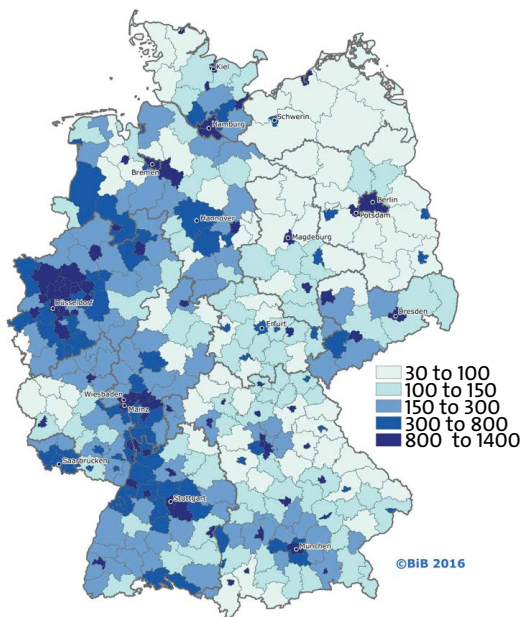 Kiel
Schwerin
Hamburg
Bremen
Berlin
Potsdam
Hannover
Magdeburg
Düsseldorf
Erfurt
Dresden
Wiesbaden
Mainz
Saarbrücken
Stuttgart
München
30 to 100
100 to 150
150 to 300
300 to 800
800 to 1400
©BiB 2016